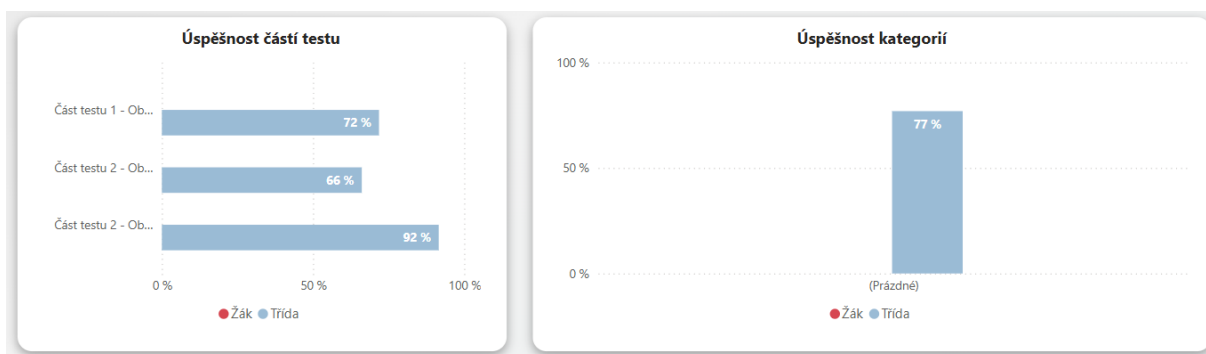 Úspěšnost částí testu
Část testu 1 - Ob...
72 %
Část testu 2 - Ob...
66 %
Část testu 2 - Ob...
92 %
0 %
50 %
100 %
Žák Třída
Úspěšnost kategorií
100 %
50 %
0 %
77 %
(Prázdné)
Žák Třída